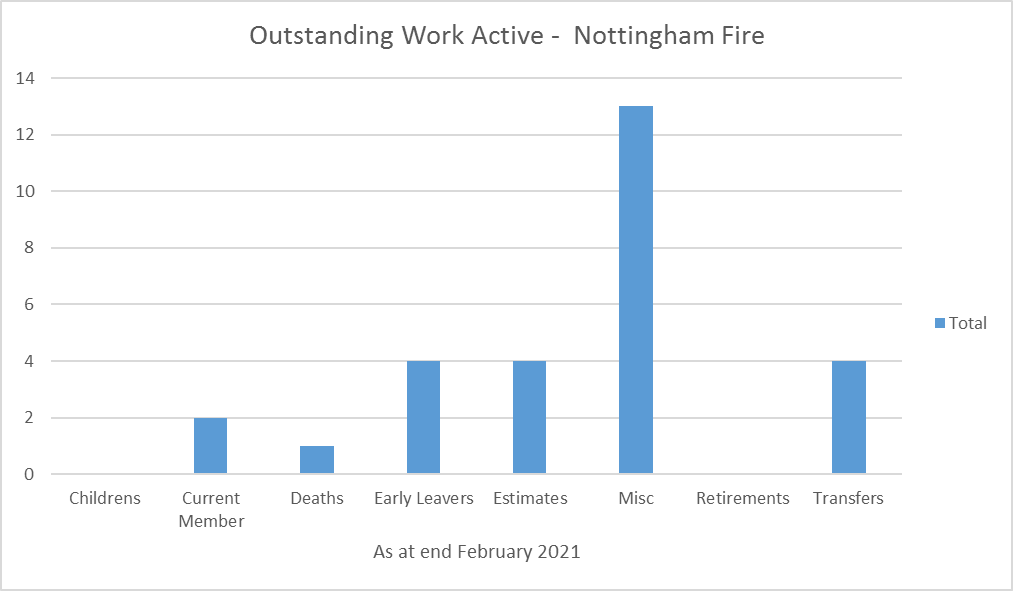 Outstanding Work Active -  Nottingham Fire
14
12
10
8
6
4
2
0
Childrens
Current
Member
Deaths
Early Leavers
Estimates
Misc
Retirements
Transfers
As at end February 2021
Total